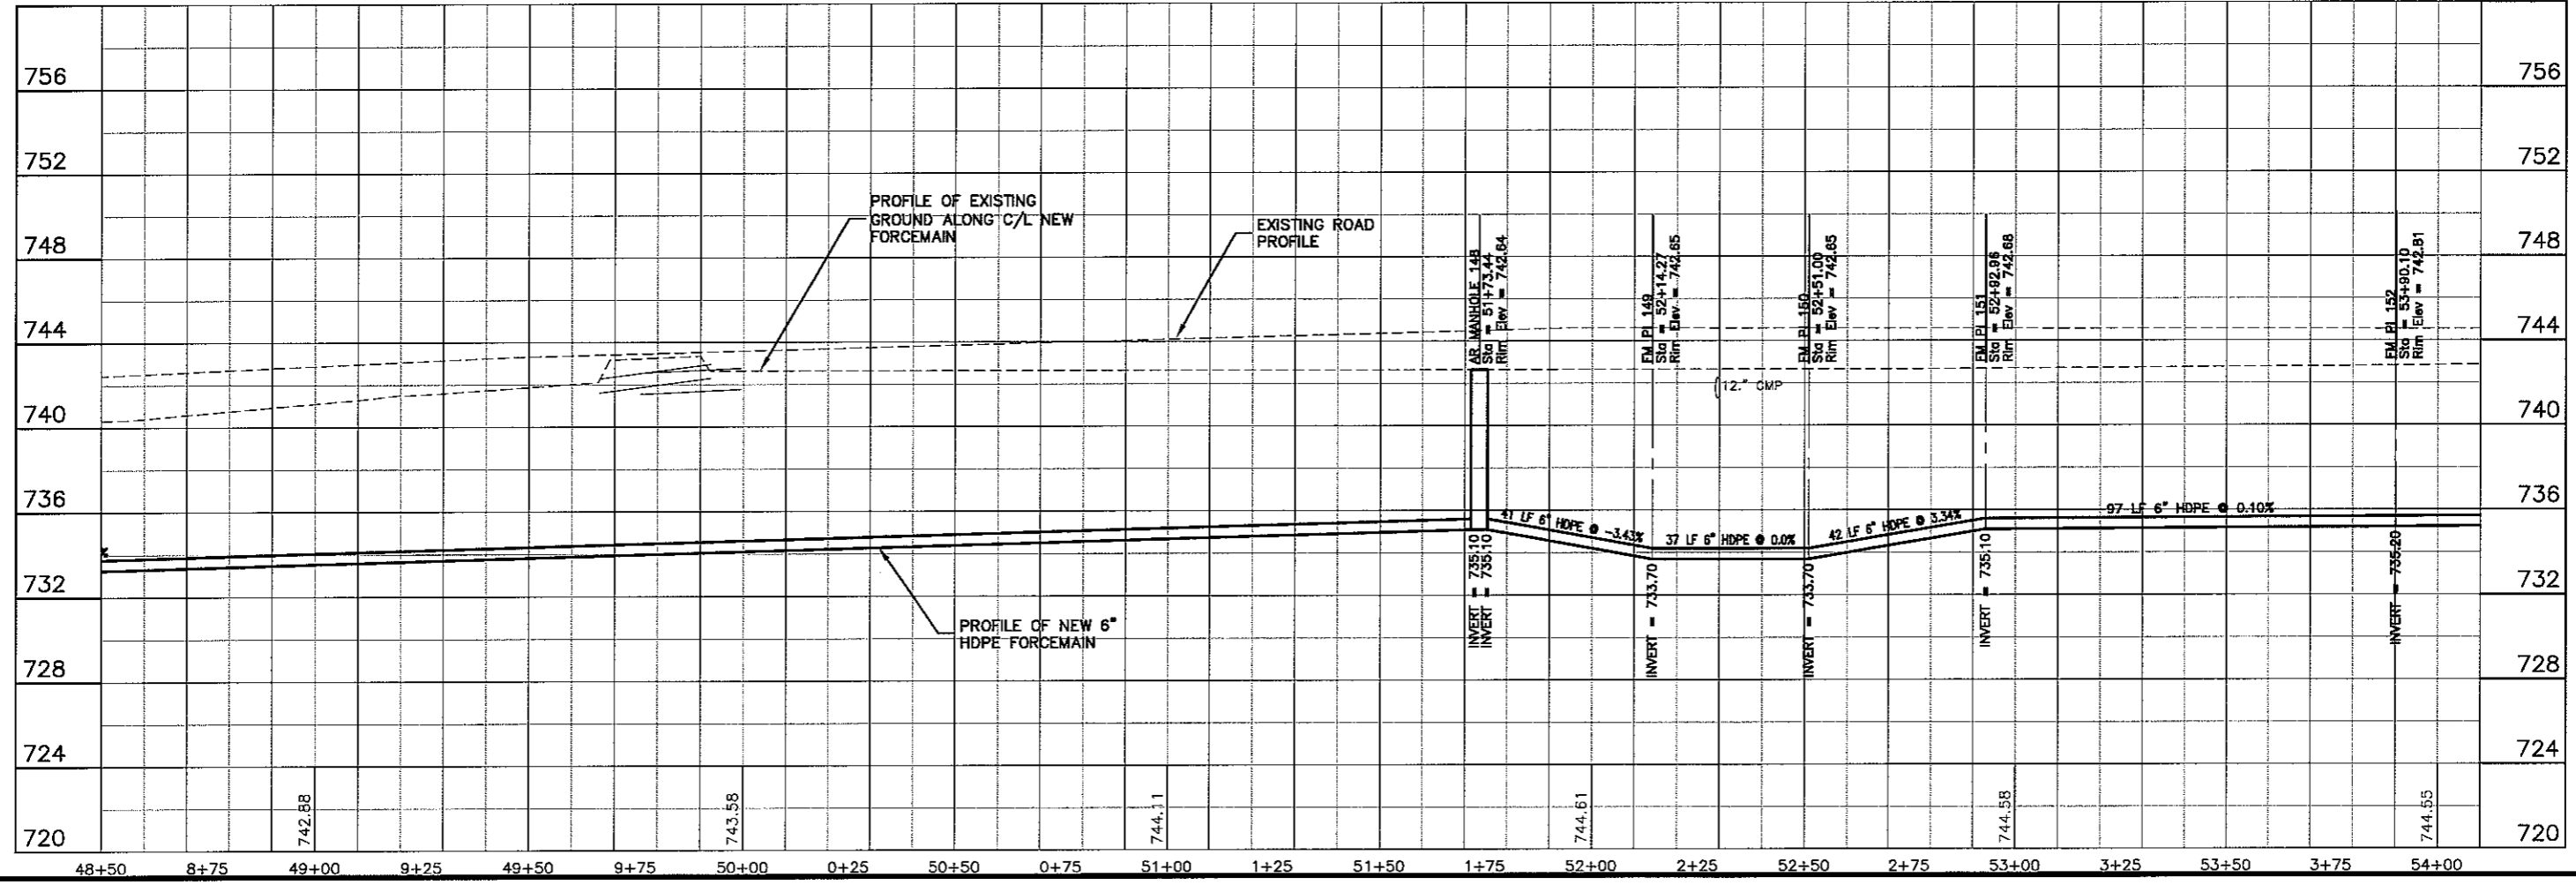 756
756
752
752
PROFILE OF EXISTING
GROUND ALONG C/L NEW
FORCEMAIN
EXISTING ROAD
PROFILE
748
748
AR MANHOLE 148
Sta = 51+73.44
Rim Elev = 742.64
FM PI 149
Sta = 52+14.27
Rim Elev = 742.65
FM PI 150
Sta = 52+51.00
Rim Elev = 742.65
FM PI 151
Sta = 52+92.96
Rim Elev = 742.68
FM PI 152
Sta = 53+90.10
Rim Elev = 742.81
744
744
12." CMP
740
740
736
736
41 LF 6" HDPE @ -3.43%
37 LF 6" HDPE @ 0.0%
42 LF 6" HDPE @ 3.34%
97 LF 6" HDPE @ 0.10%
%
732
732
INVERT = 735.10
INVERT = 735.10
INVERT = 733.70
INVERT = 733.70
INVERT = 735.10
INVERT = 735.20
PROFILE OF NEW 6"
HDPE FORCEMAIN
728
728
724
724
742.88
743.58
744.11
744.61
744.58
744.55
720
720
48+50 8+75 49+00 9+25 49+50 9+75 50+00 0+25 50+50 0+75 51+00 1+25 51+50 1+75 52+00 2+25 52+50 2+75 53+00 3+25 53+50 3+75 54+00